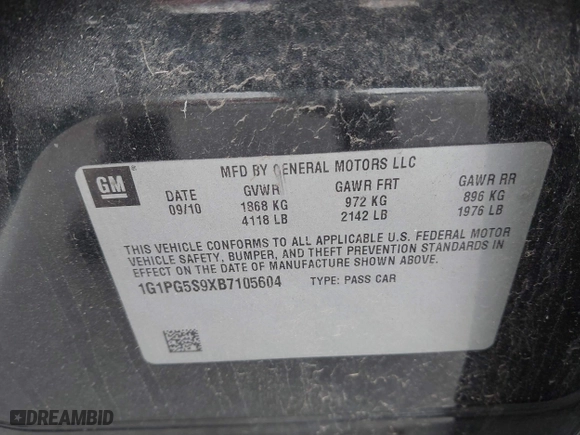 GM
MFD BY GENERAL MOTORS LLC
DATE GVWR GAWR FRT GAWR RR
09/10 1868 KG 972 KG 896 KG
4118 LB 2142 LB 1976 LB
THIS VEHICLE CONFORMS TO ALL APPLICABLE U.S. FEDERAL MOTOR
VEHICLE SAFETY, BUMPER, AND THEFT PREVENTION STANDARDS IN
EFFECT ON THE DATE OF MANUFACTURE SHOWN ABOVE.
1G1PG5S9XB7105604 TYPE: PASS CAR
DREAMBID